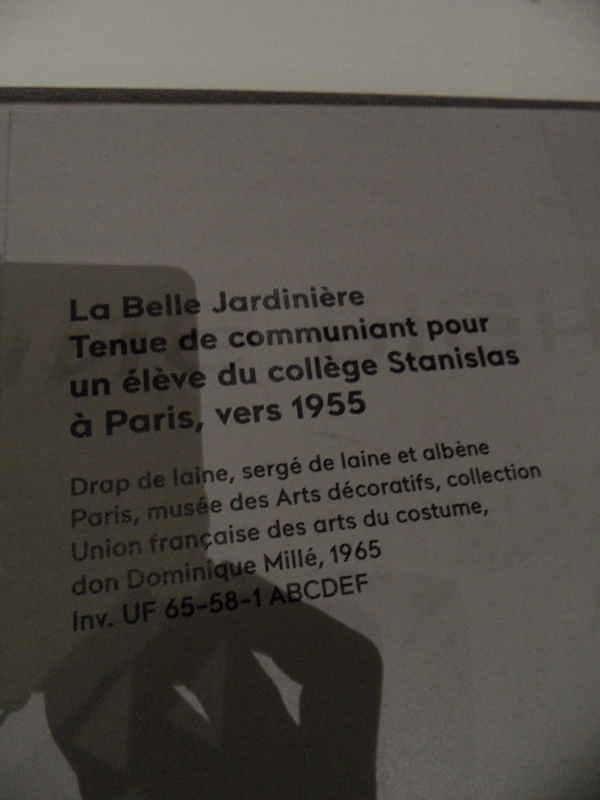 La Belle Jardinière
Tenue de communiant pour
un élève du collège Stanislas
à Paris, vers 1955
Drap de laine, sergé de laine et albène
Paris, musée des Arts décoratifs, collection
Union française des arts du costume,
don Dominique Millé, 1965
Inv. UF 65-58-1 ABCDEF